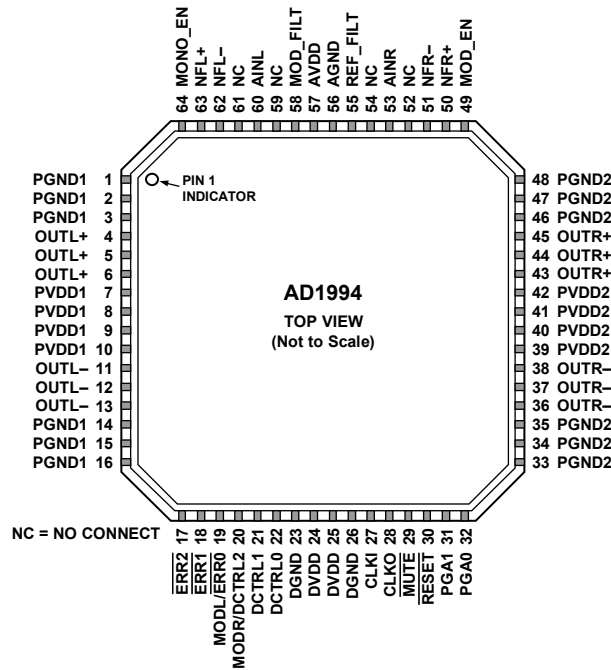 64 MONO_EN
63 NFL+
62 NFL–
61 NC
60 AINL
59 NC
58 MOD_FILT
57 AVDD
56 AGND
55 REF_FILT
54 NC
53 AINR
52 NC
51 NFR–
50 NFR+
49 MOD_EN
PGND1 1
PGND1 2
PGND1 3
OUTL+ 4
OUTL+ 5
OUTL+ 6
PVDD1 7
PVDD1 8
PVDD1 9
PVDD1 10
OUTL– 11
OUTL– 12
OUTL– 13
PGND1 14
PGND1 15
PGND1 16
PIN 1
INDICATOR
AD1994
TOP VIEW
(Not to Scale)
48 PGND2
47 PGND2
46 PGND2
45 OUTR+
44 OUTR+
43 OUTR+
42 PVDD2
41 PVDD2
40 PVDD2
39 PVDD2
38 OUTR–
37 OUTR–
36 OUTR–
35 PGND2
34 PGND2
33 PGND2
NC = NO CONNECT
ERR2 17
ERR1 18
MODL/ERR0 19
MODR/DCTRL2 20
DCTRL1 21
DCTRL0 22
DGND 23
DVDD 24
DVDD 25
DGND 26
CLKI 27
CLKO 28
MUTE 29
RESET 30
PGA1 31
PGA0 32